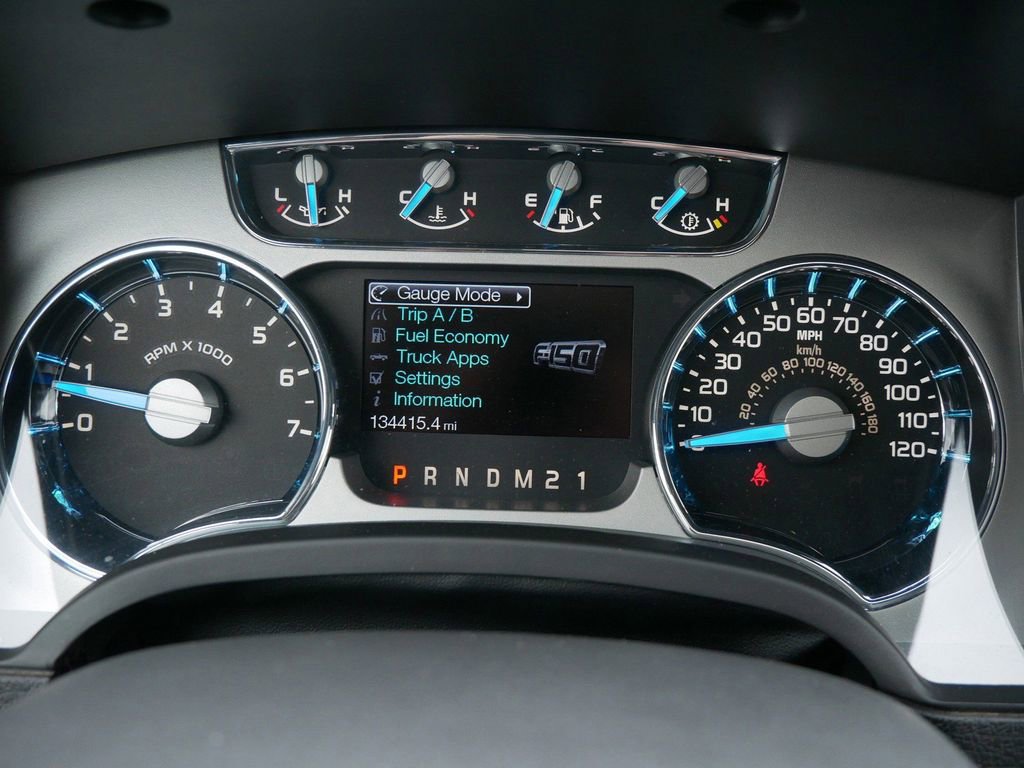 L H
C H
E F
C H
0 1 2 3 4 5 6 7
RPM X 1000
Gauge Mode
Trip A / B
Fuel Economy
Truck Apps
Settings
Information
134415.4 mi
F150
P R N D M 2 1
10 20 30 40 50 60 70 80 90 100 110 120
MPH
km/h
20 40 60 80 100 120 140 160 180